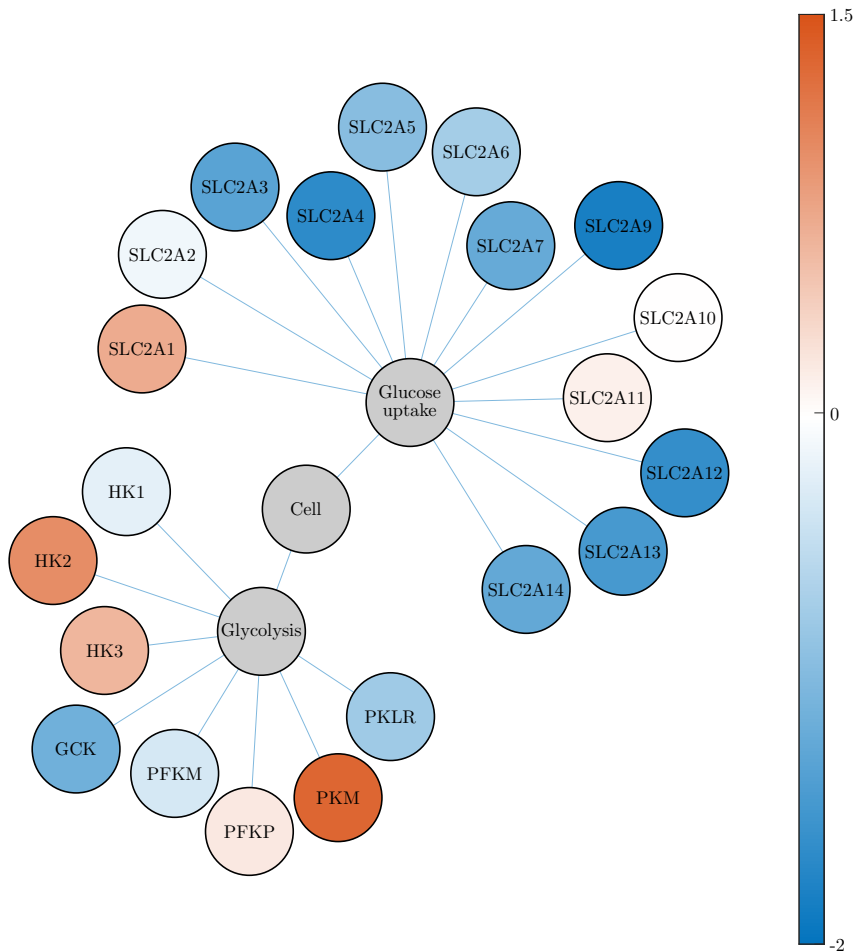 1.5
SLC2A5
SLC2A6
SLC2A3
SLC2A4
SLC2A9
SLC2A7
SLC2A2
SLC2A10
SLC2A1
Glucose
uptake
SLC2A11
0
SLC2A12
HK1
Cell
SLC2A13
HK2
SLC2A14
Glycolysis
HK3
PKLR
GCK
PFKM
PKM
PFKP
-2